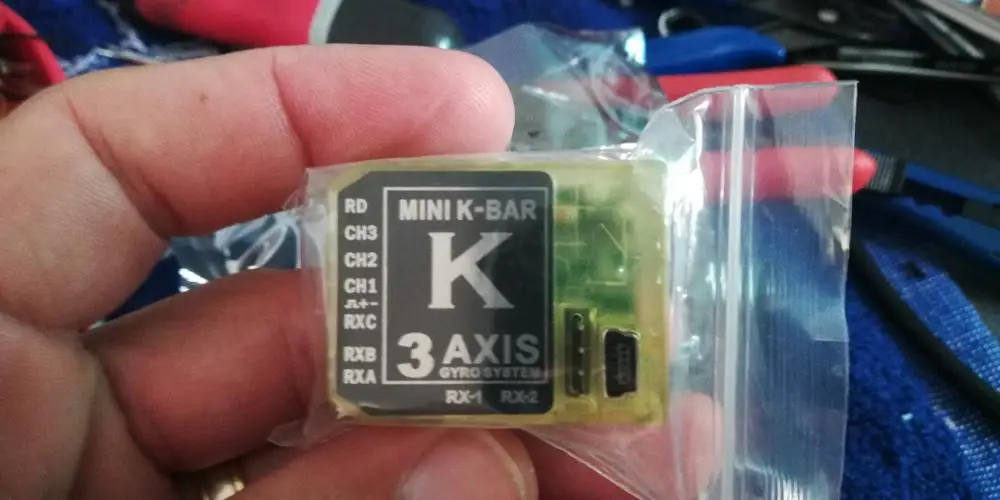 RD
CH3
CH2
CH1
⎍+-
RXC
RXB
RXA
MINI K-BAR
K
3 AXIS
GYRO SYSTEM
RX-1 RX-2